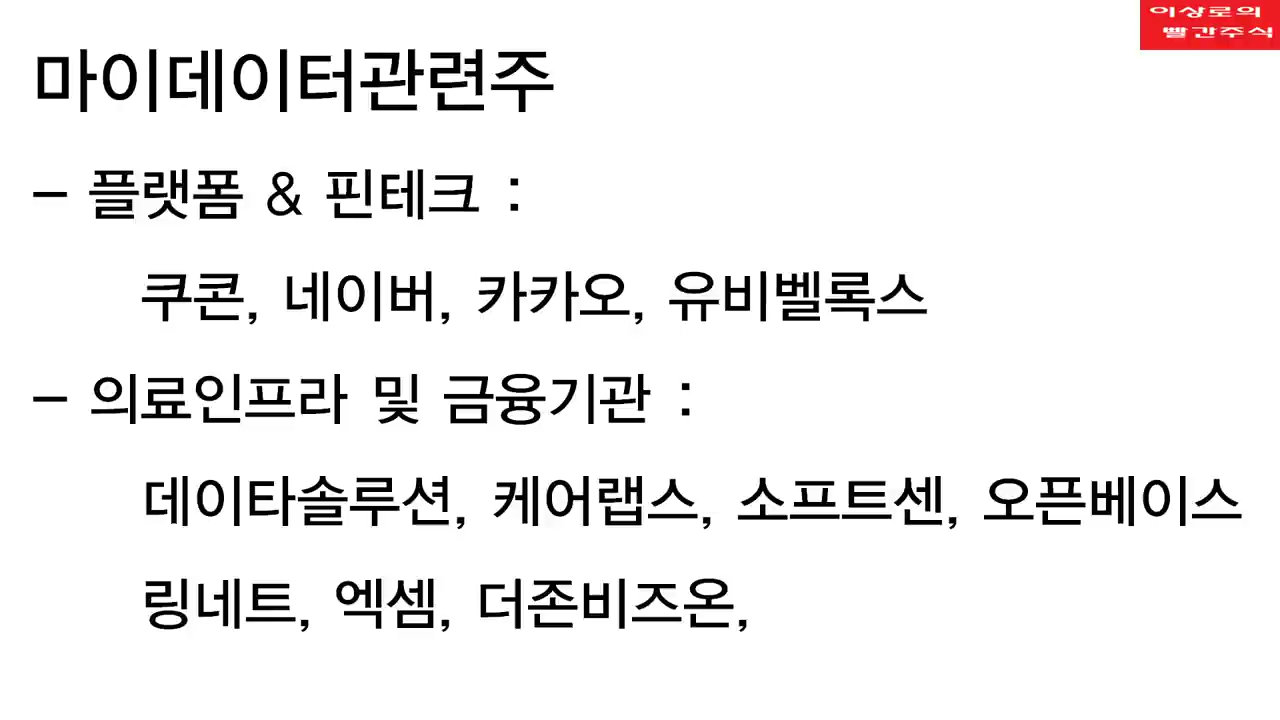 이상로의
빨간주식
마이데이터관련주
- 플랫폼 & 핀테크 :
쿠콘, 네이버, 카카오, 유비벨록스
- 의료인프라 및 금융기관 :
데이타솔루션, 케어랩스, 소프트센, 오픈베이스
링네트, 엑셈, 더존비즈온,